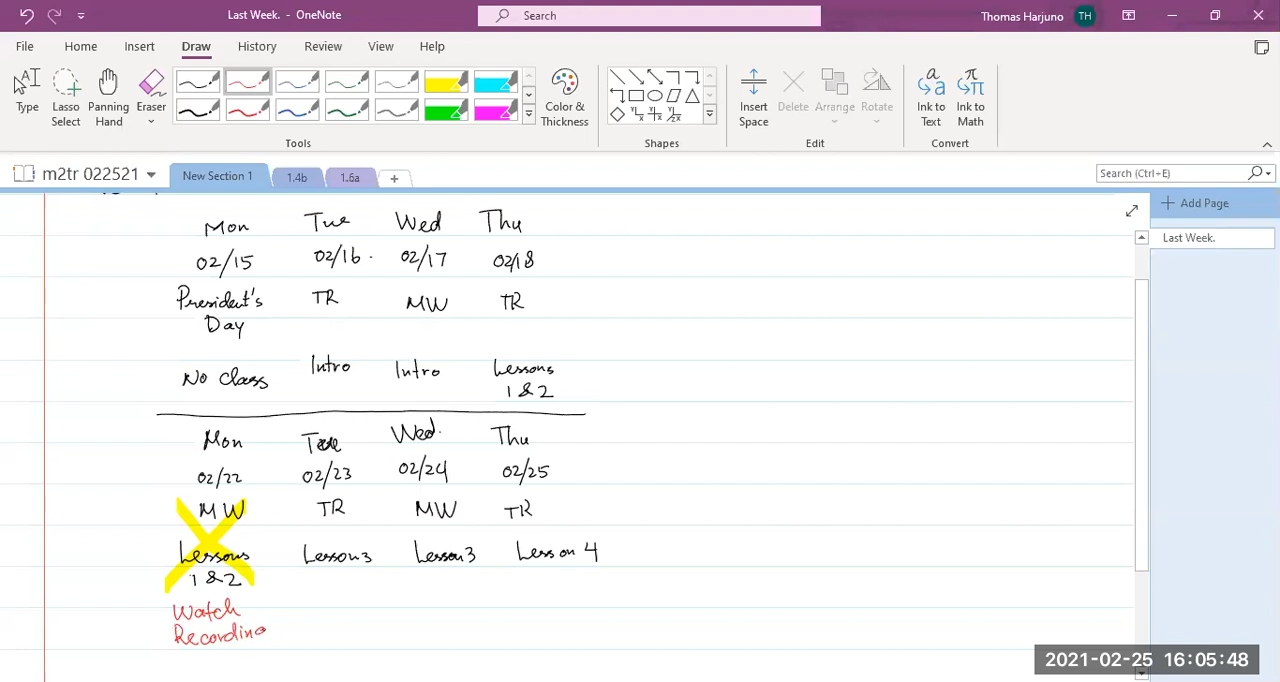 Last Week. - OneNote
Search
Thomas Harjuno TH
File Home Insert Draw History Review View Help
Type Lasso Select Panning Hand Eraser
Color & Thickness
Insert Space Delete Arrange Rotate
Ink to Text Ink to Math
Tools Shapes Edit Convert
m2tr 022521 New Section 1 1.4b 1.6a
Search (Ctrl+E)
Add Page
Last Week.
Mon Tue Wed Thu
02/15 02/16. 02/17 02/18
President's Day TR MW TR
No Class Intro Intro Lessons 1 & 2
Mon Tue Wed. Thu
02/22 02/23 02/24 02/25
MW TR MW TR
Lessons 1 & 2 Lesson3 Lesson3 Lesson 4
Watch
Recording
2021-02-25 16:05:48